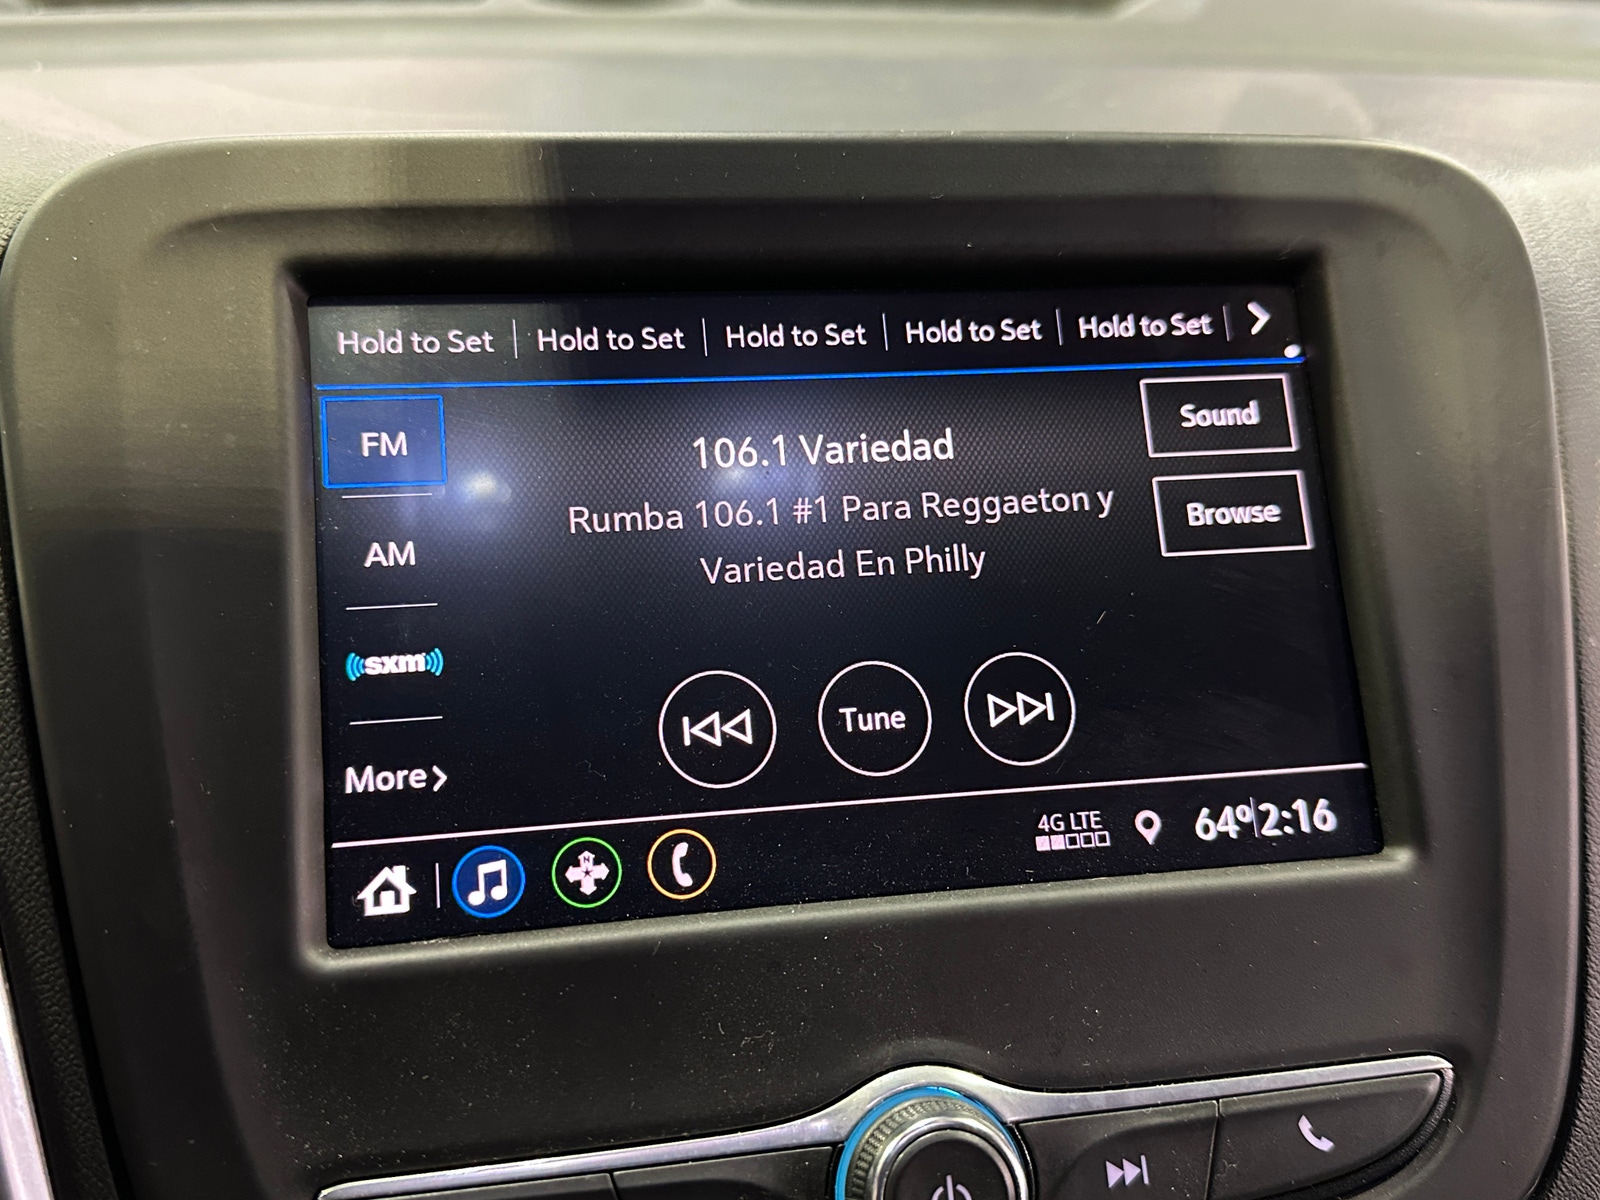 Hold to Set | Hold to Set | Hold to Set | Hold to Set | Hold to Set
FM
Sound
106.1 Variedad
Rumba 106.1 #1 Para Reggaeton y
Variedad En Philly
Browse
AM
sxm
Tune
More
4G LTE
64° 2:16
N